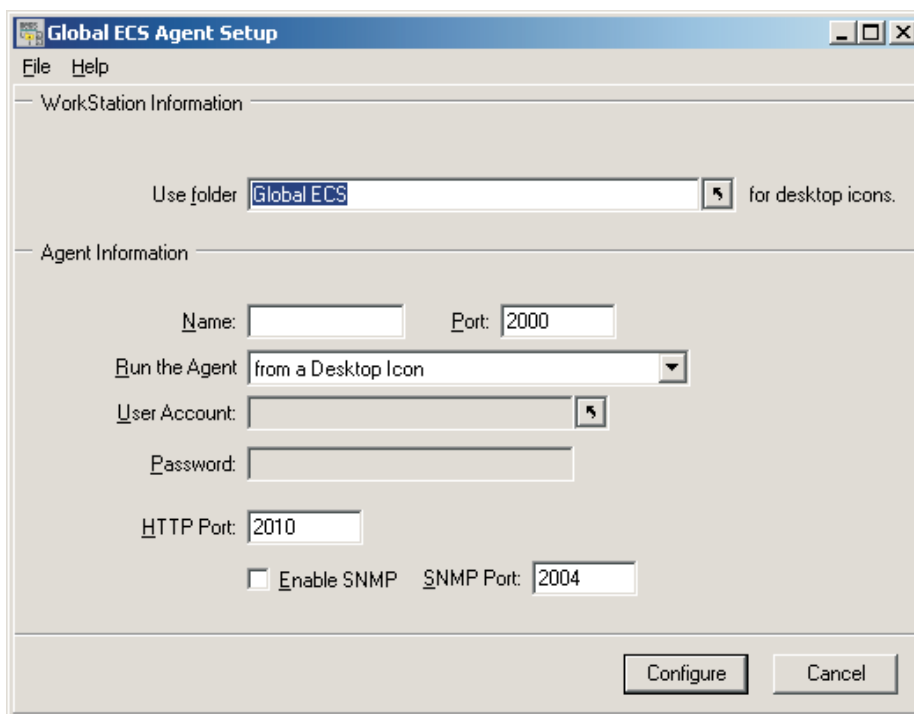 Global ECS Agent Setup
File Help
WorkStation Information
Use folder Global ECS for desktop icons.
Agent Information
Name: Port: 2000
Run the Agent from a Desktop Icon
User Account:
Password:
HTTP Port: 2010
Enable SNMP SNMP Port: 2004
Configure Cancel